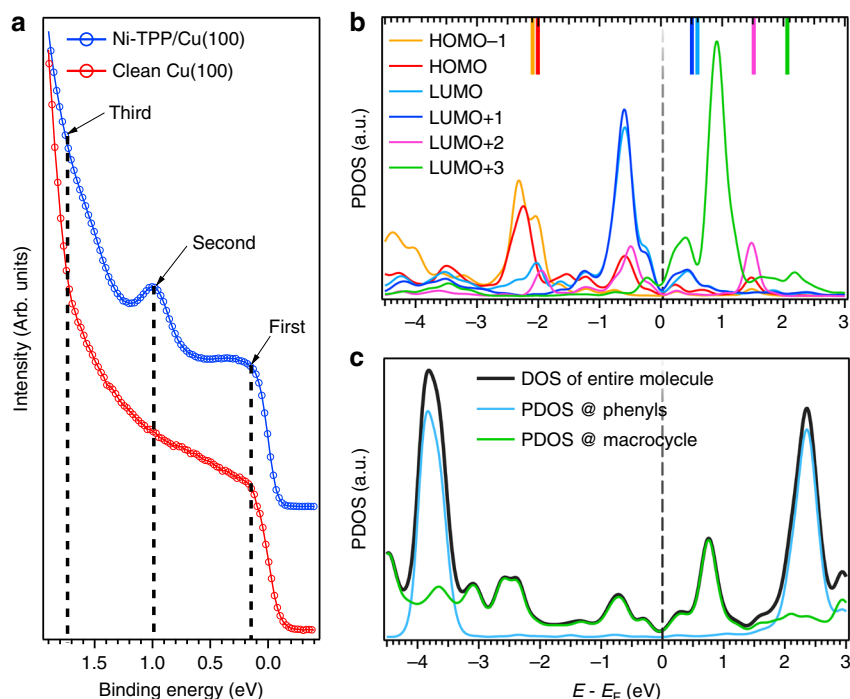 a
Ni-TPP/Cu(100)
Clean Cu(100)
Third
Second
First
Intensity (Arb. units)
1.5 1.0 0.5 0.0
Binding energy (eV)
b
HOMO–1
HOMO
LUMO
LUMO+1
LUMO+2
LUMO+3
PDOS (a.u.)
–4 –3 –2 –1 0 1 2 3
c
DOS of entire molecule
PDOS @ phenyls
PDOS @ macrocycle
PDOS (a.u.)
–4 –3 –2 –1 0 1 2 3
E - EF (eV)